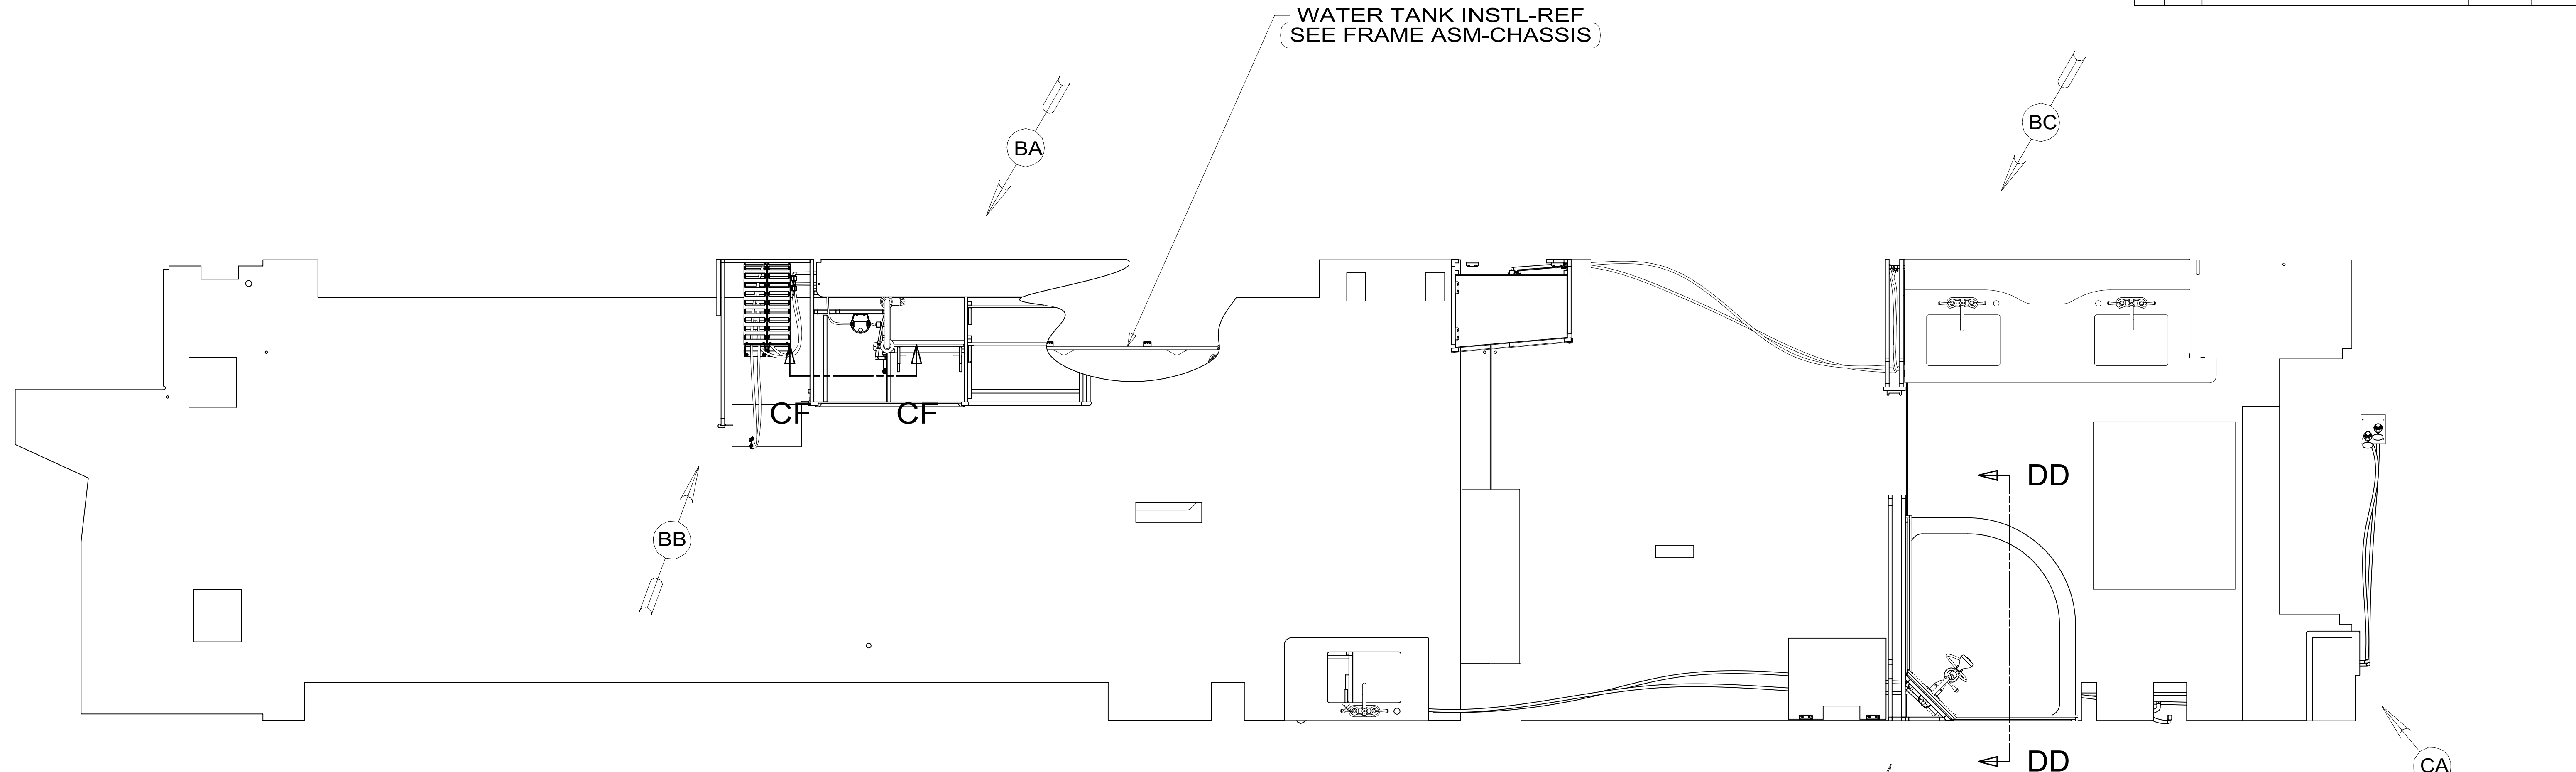 WATER TANK INSTL-REF
(SEE FRAME ASM-CHASSIS)
BA
BC
CF CF
DD
BB
DD
CA